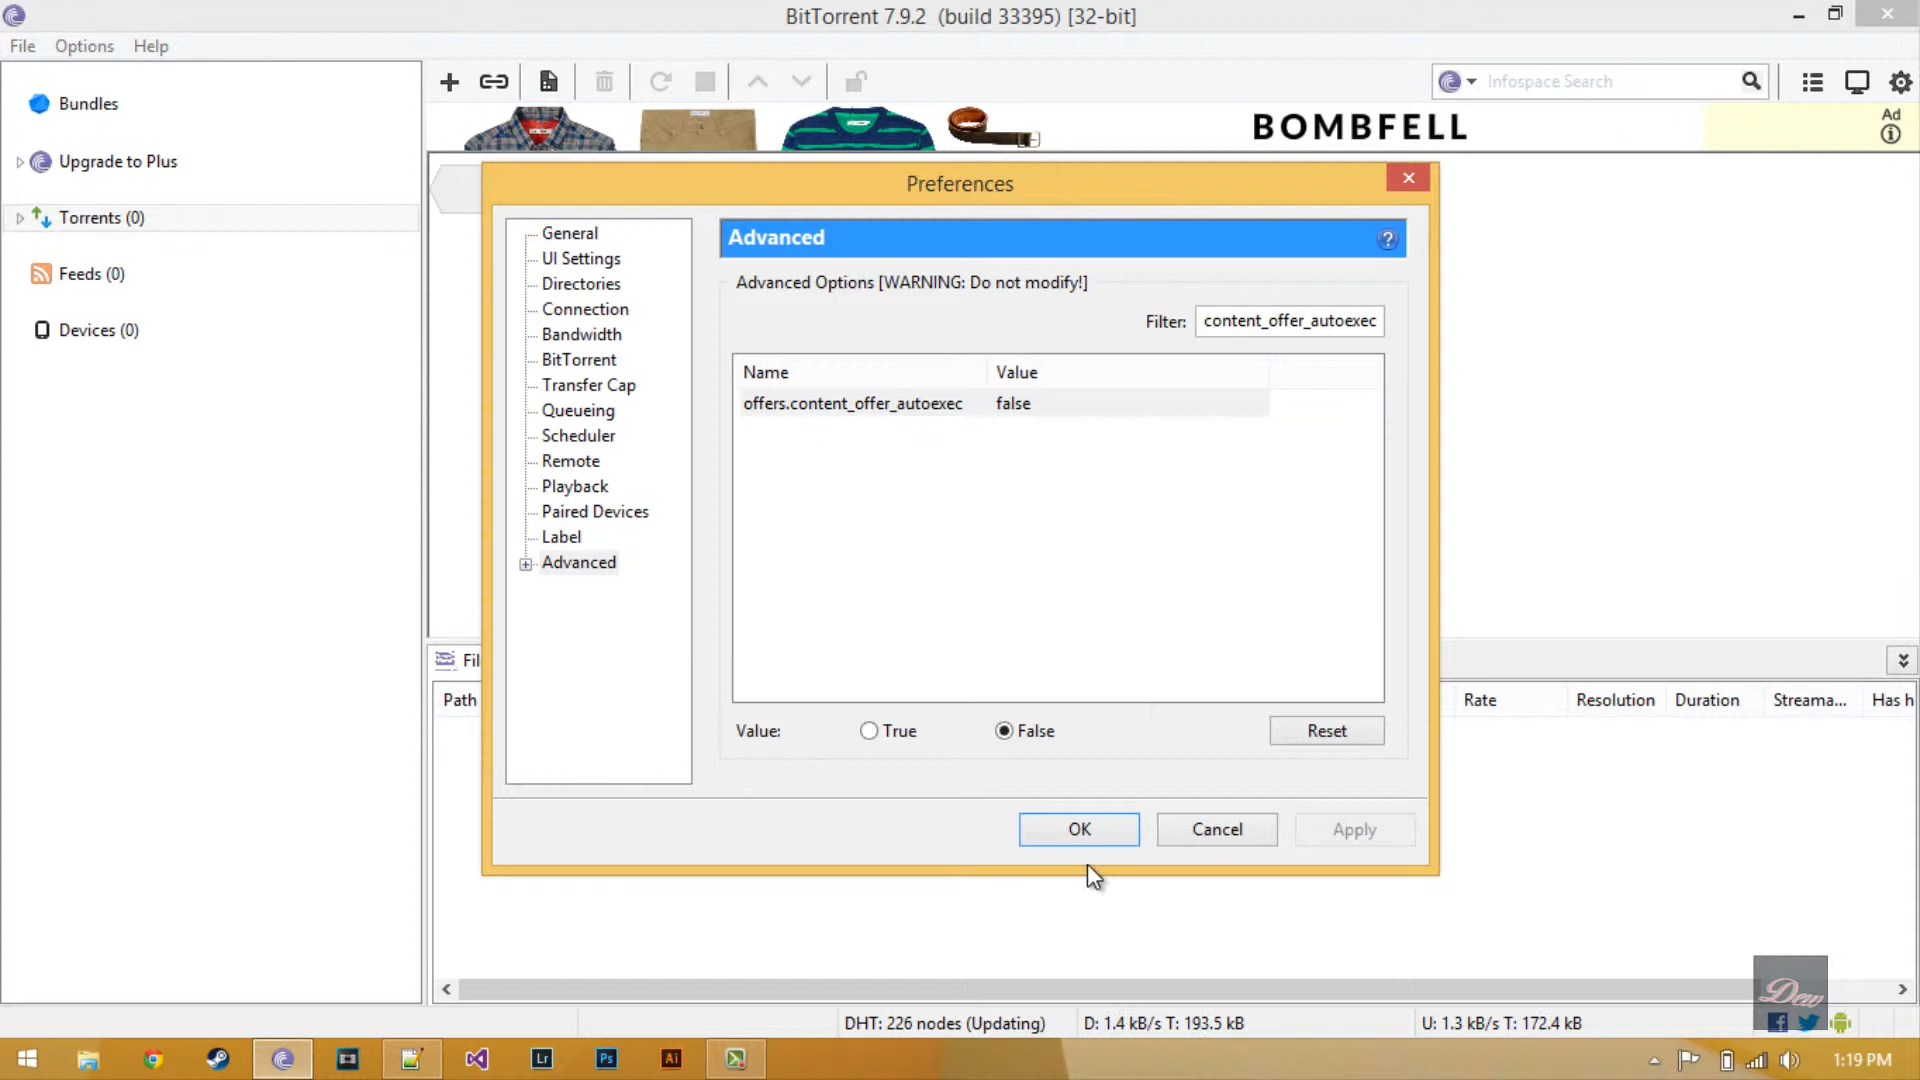 BitTorrent 7.9.2 (build 33395) [32-bit]
File Options Help
Infospace Search
Bundles
Upgrade to Plus
Torrents (0)
Feeds (0)
Devices (0)
BOMBFELL
Ad
Preferences
General
UI Settings
Directories
Connection
Bandwidth
BitTorrent
Transfer Cap
Queueing
Scheduler
Remote
Playback
Paired Devices
Label
Advanced
Advanced
Advanced Options [WARNING: Do not modify!]
Filter: content_offer_autoexec
Name Value
offers.content_offer_autoexec false
Value: True False Reset
OK Cancel Apply
Fil
Path Rate Resolution Duration Streama... Has h
DHT: 226 nodes (Updating) D: 1.4 kB/s T: 193.5 kB U: 1.3 kB/s T: 172.4 kB
Dew
Lr Ps Ai
1:19 PM